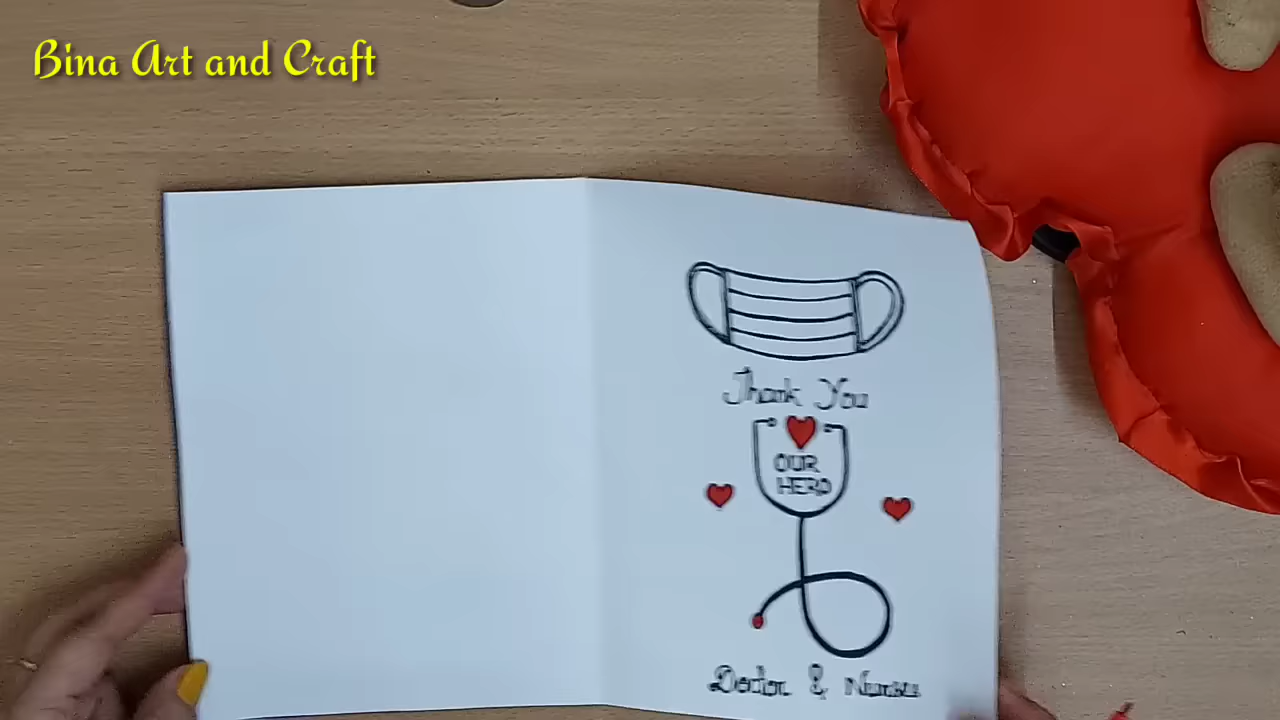 Bina Art and Craft
Thank You
OUR
HERO
Doctor & Nurses